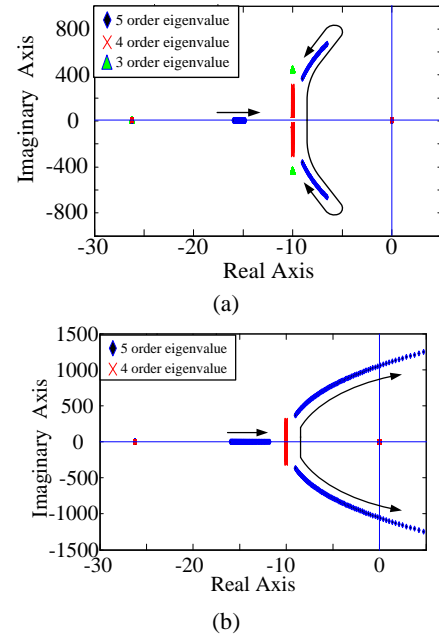 800
400
0
-400
-800
Imaginary Axis
5 order eigenvalue
4 order eigenvalue
3 order eigenvalue
-30
-20
-10
0
Real Axis
(a)
1500
1000
500
0
-500
-1000
-1500
Imaginary Axis
5 order eigenvalue
4 order eigenvalue
-30
-20
-10
0
Real Axis
(b)